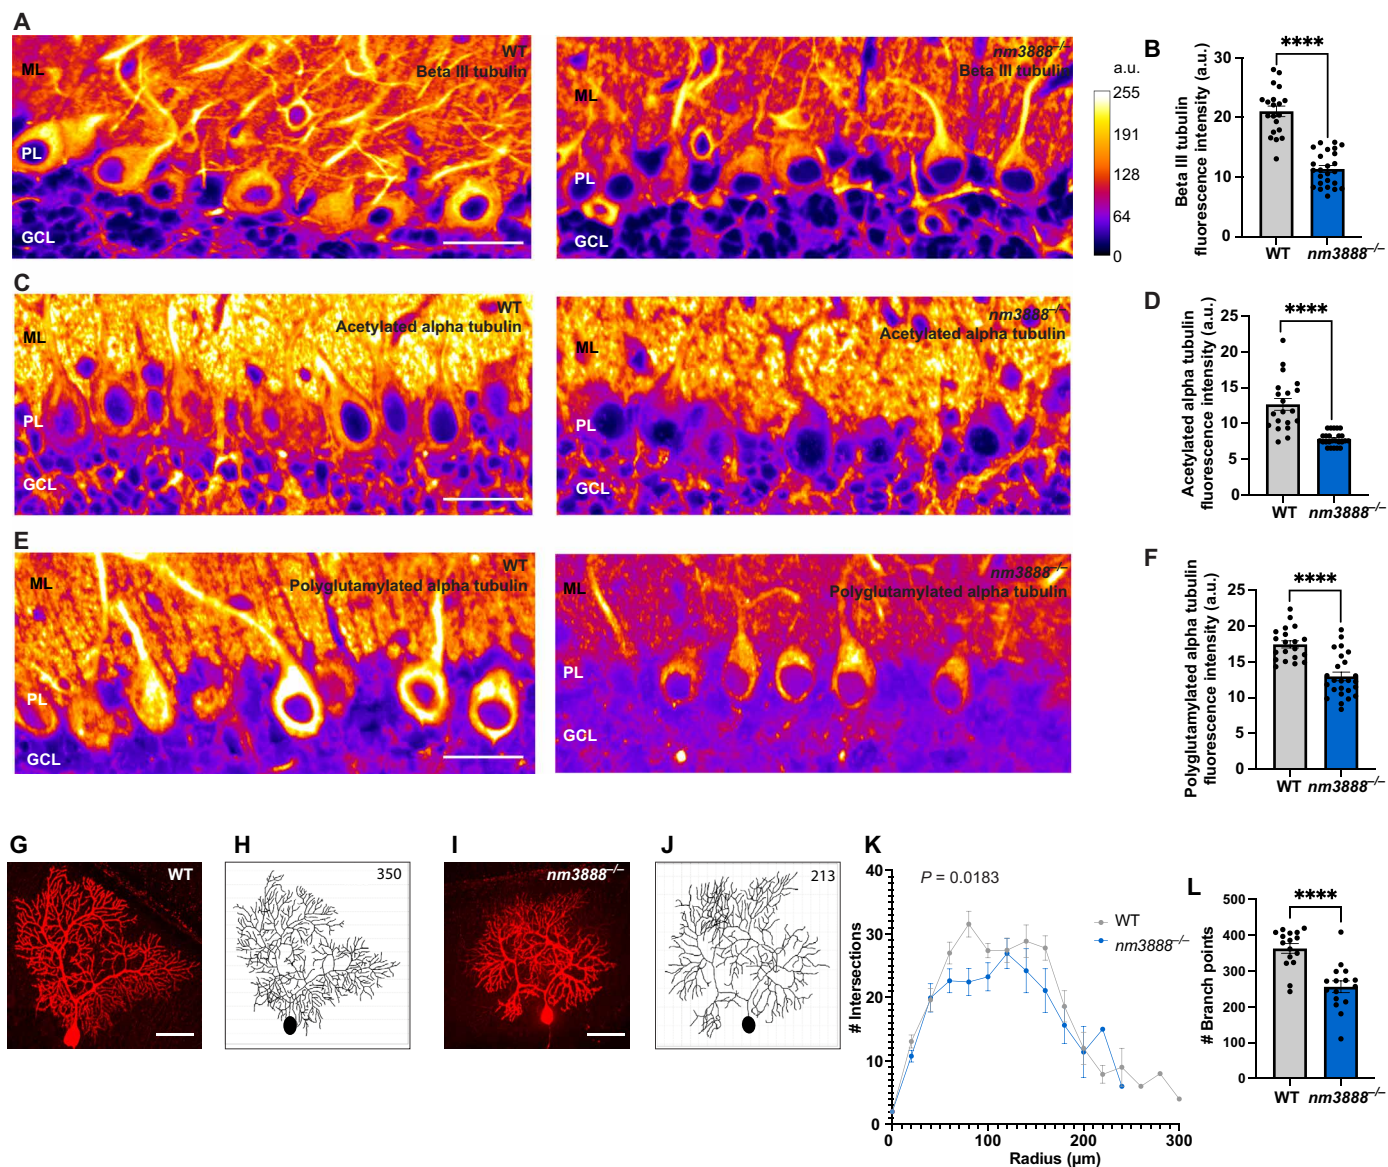 A
WT
Beta III tubulin
ML
PL
GCL
nm3888–/–
Beta III tubulin
ML
PL
GCL
a.u.
255
191
128
64
0
B
Beta III tubulin
fluorescence intensity (a.u.)
30
20
10
0
****
WT
nm3888–/–
C
WT
Acetylated alpha tubulin
ML
PL
GCL
nm3888–/–
Acetylated alpha tubulin
ML
PL
GCL
D
Acetylated alpha tubulin
fluorescence intensity (a.u.)
25
20
15
10
5
0
****
WT
nm3888–/–
E
WT
Polyglutamylated alpha tubulin
ML
PL
GCL
nm3888–/–
Polyglutamylated alpha tubulin
ML
PL
GCL
F
Polyglutamylated alpha tubulin
fluorescence intensity (a.u.)
25
20
15
10
5
0
****
WT
nm3888–/–
G
WT
H
350
I
nm3888–/–
J
213
K
# Intersections
40
30
20
10
0
P = 0.0183
WT
nm3888–/–
0
100
200
300
Radius (µm)
L
# Branch points
500
400
300
200
100
0
****
WT
nm3888–/–